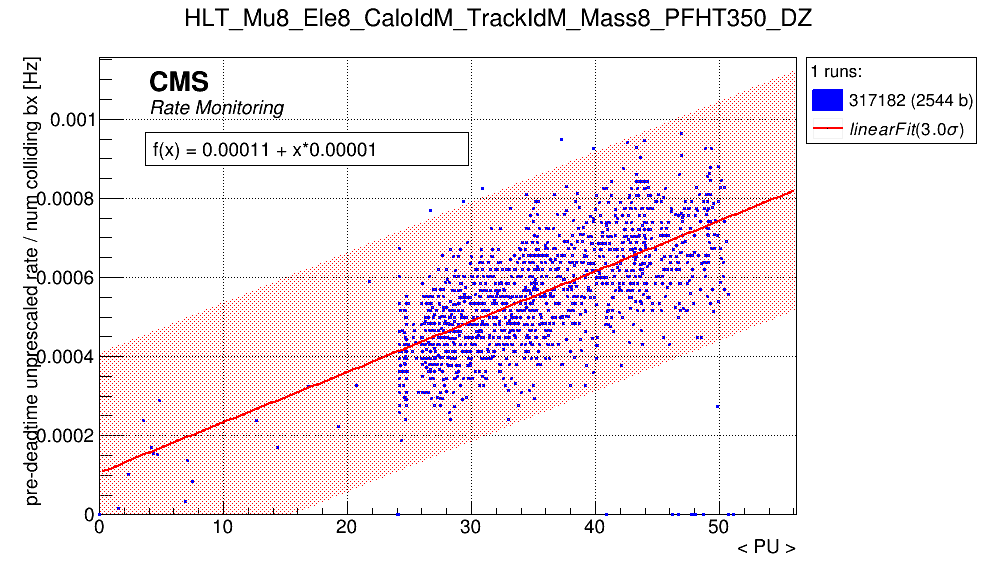 HLT_Mu8_Ele8_CaloIdM_TrackIdM_Mass8_PFHT350_DZ
pre-deadtime unprescaled rate / num colliding bx [Hz]
CMS
Rate Monitoring
f(x) = 0.00011 + x*0.00001
1 runs:
317182 (2544 b)
linearFit(3.0σ)
0.001
0.0008
0.0006
0.0004
0.0002
0
0 10 20 30 40 50
< PU >